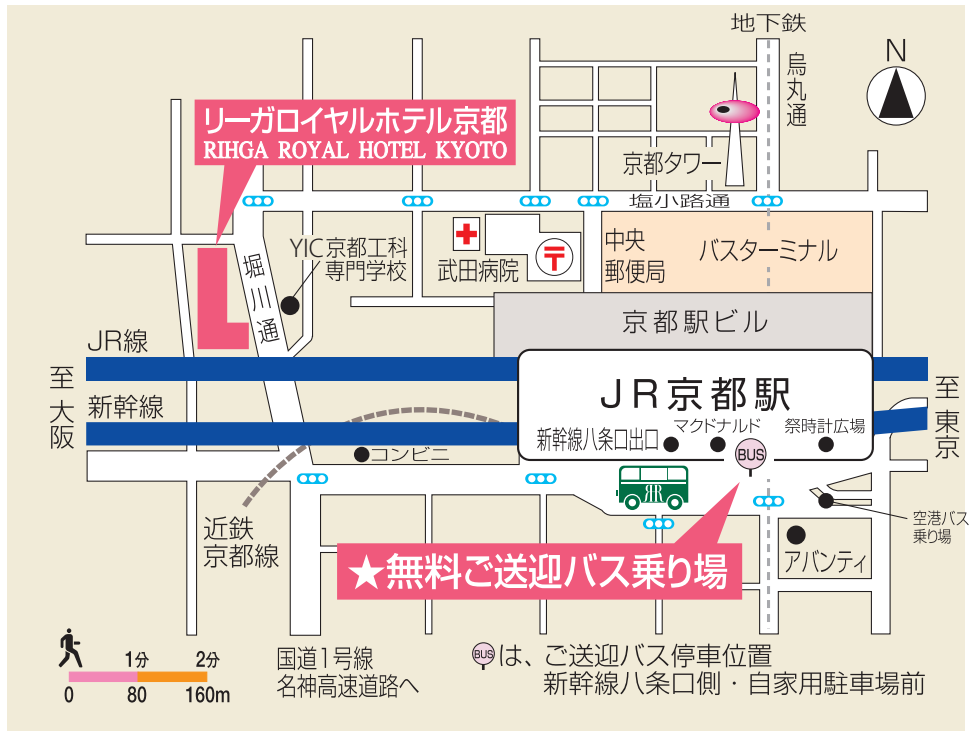 地下鉄
烏丸通
N
リーガロイヤルホテル京都
RIHGA ROYAL HOTEL KYOTO
京都タワー
塩小路通
YIC京都工科
専門学校
堀川通
武田病院
中央
郵便局
バスターミナル
京都駅ビル
JR線
至大阪
新幹線
JR京都駅
至東京
マクドナルド
祭時計広場
新幹線八条口出口
BUS
コンビニ
RR
近鉄
京都線
空港バス
乗り場
アバンティ
★無料ご送迎バス乗り場
1分
2分
0
80
160m
国道1号線
名神高速道路へ
BUSは、ご送迎バス停車位置
新幹線八条口側・自家用駐車場前